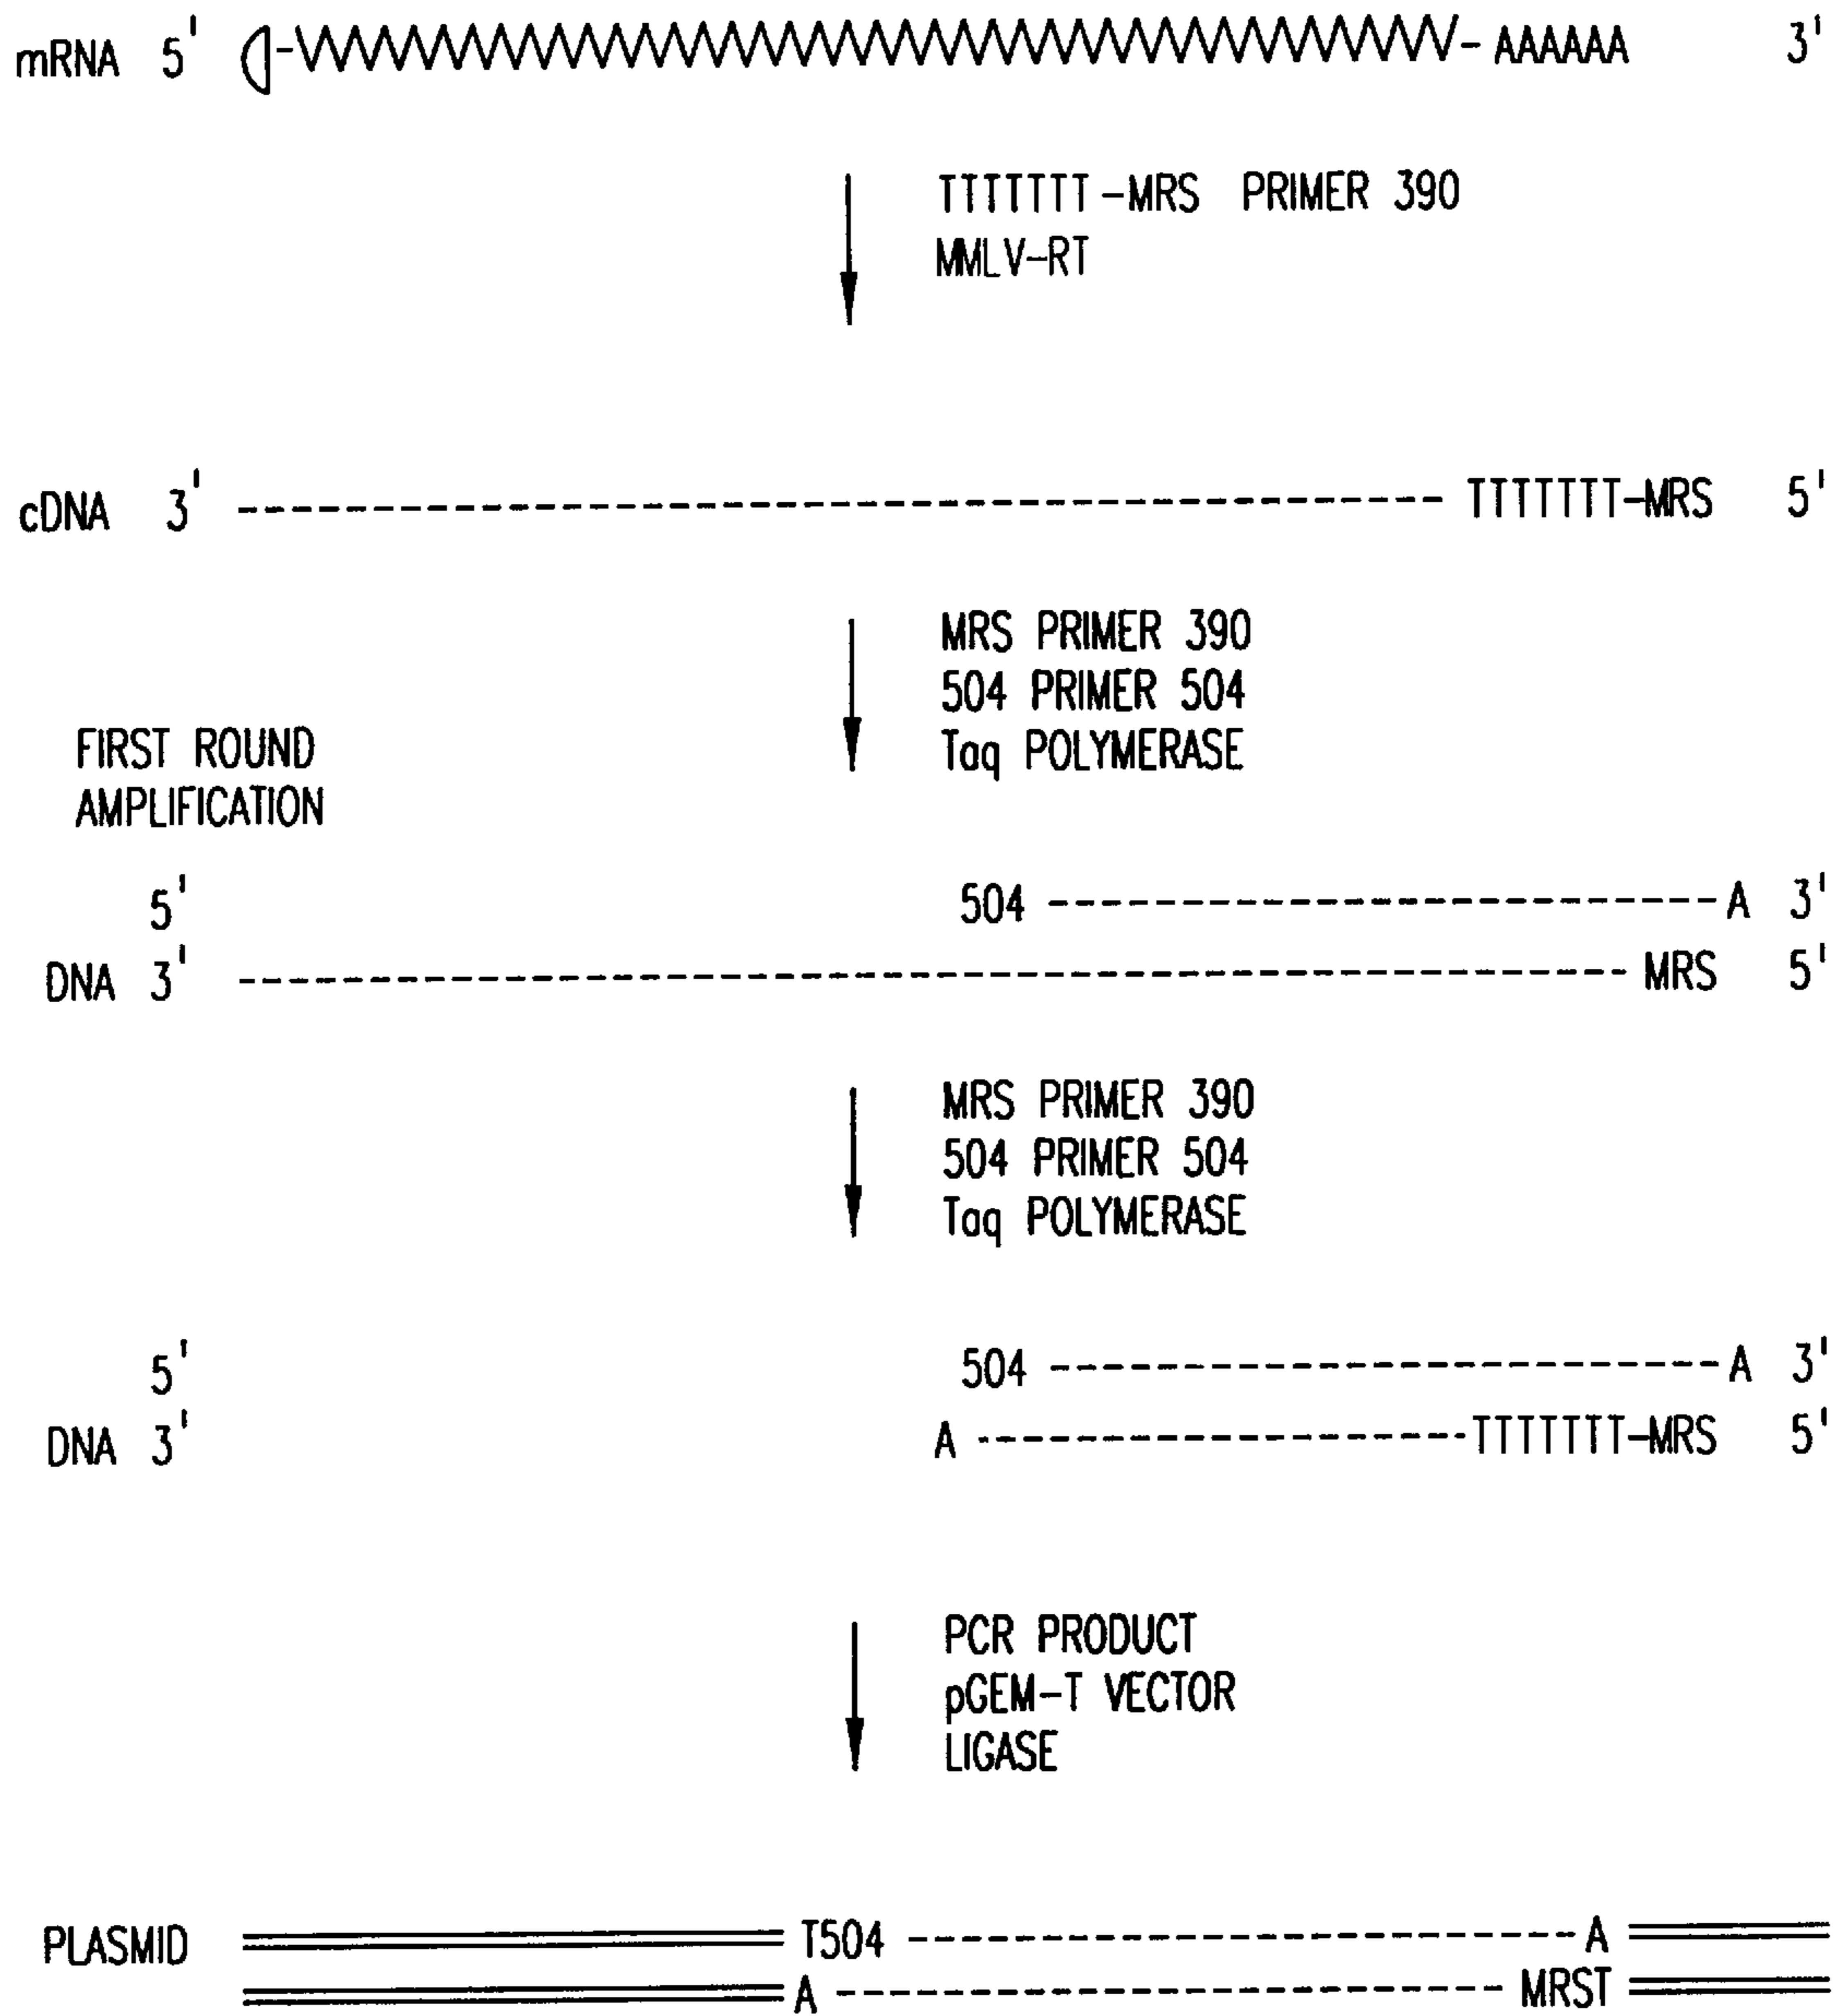 mRNA 5' - AAAAAA 3'
TTTTTTT-MRS PRIMER 390
MMLV-RT
cDNA 3' TTTTTTT-MRS 5'
MRS PRIMER 390
504 PRIMER 504
Taq POLYMERASE
FIRST ROUND
AMPLIFICATION
5' 504 A 3'
DNA 3' MRS 5'
MRS PRIMER 390
504 PRIMER 504
Taq POLYMERASE
5' 504 A 3'
DNA 3' A TTTTTTT-MRS 5'
PCR PRODUCT
pGEM-T VECTOR
LIGASE
PLASMID T504 A
A MRST